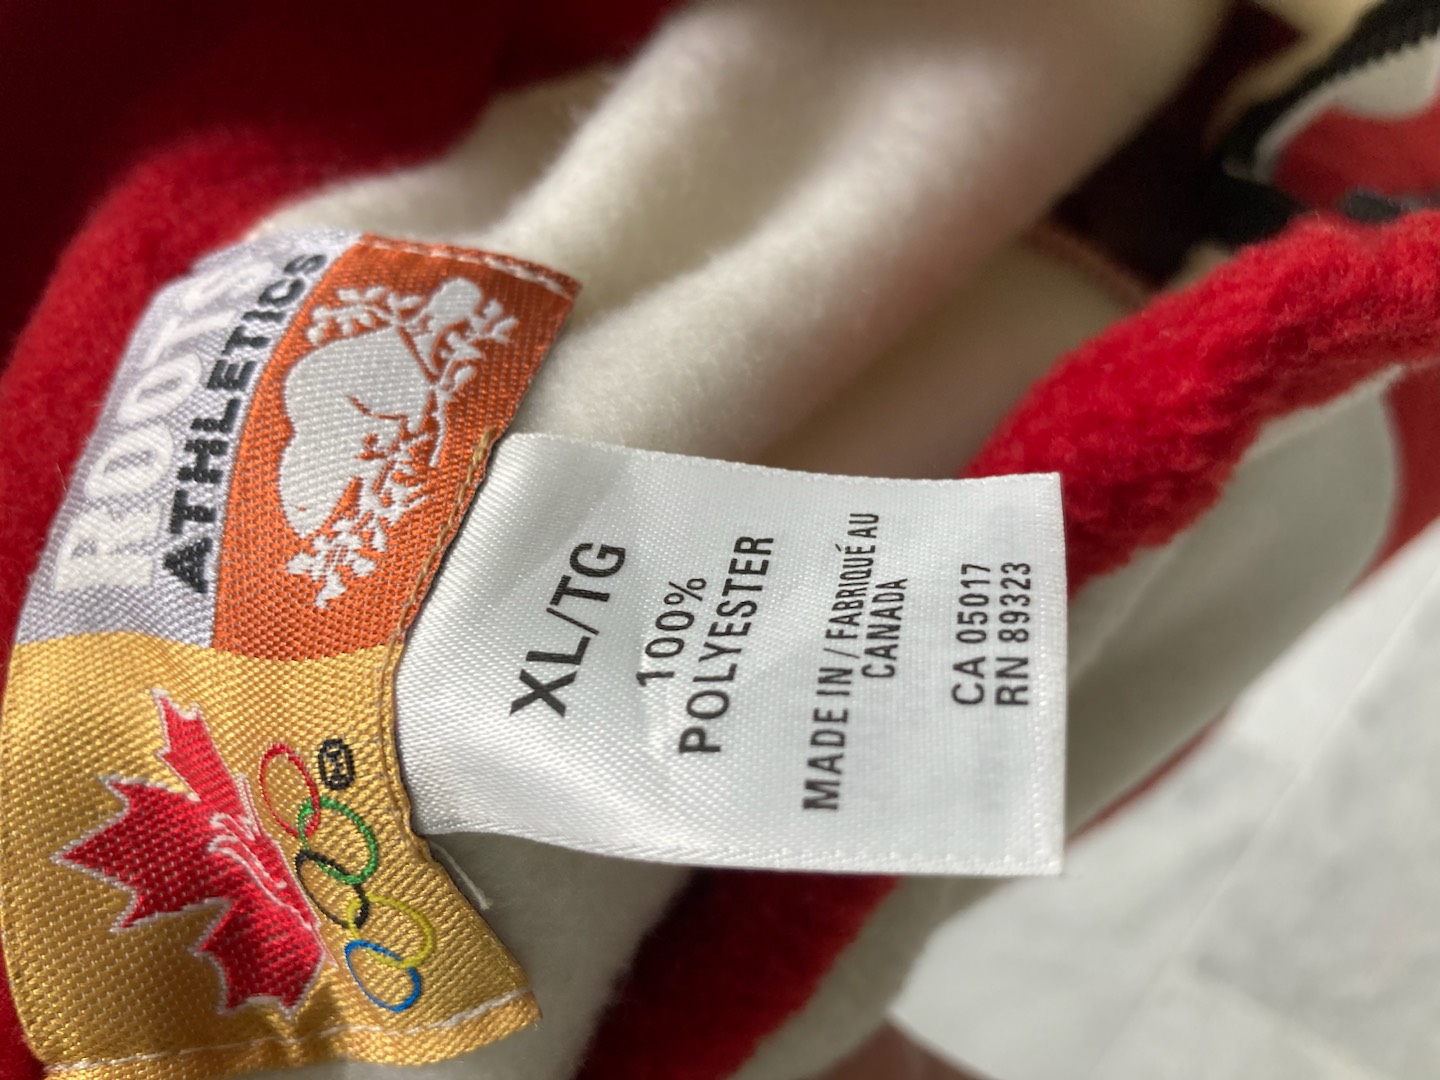 ROOTS
ATHLETICS
XL/TG
100%
POLYESTER
MADE IN / FABRIQUÉ AU
CANADA
CA 05017
RN 89323